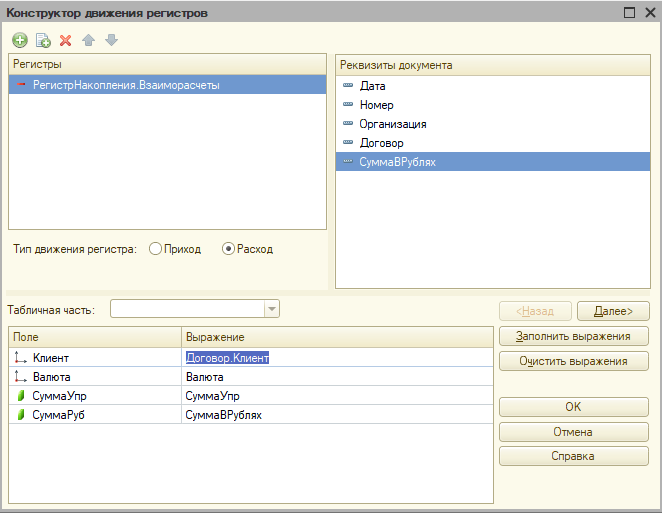 Конструктор движения регистров
Регистры
РегистрНакопления.Взаиморасчеты
Реквизиты документа
Дата
Номер
Организация
Договор
СуммаВРублях
Тип движения регистра: Приход Расход
Табличная часть:
<Назад Далее>
Поле Выражение
Клиент Договор.Клиент
Валюта Валюта
СуммаУпр СуммаУпр
СуммаРуб СуммаВРублях
Заполнить выражения
Очистить выражения
OK
Отмена
Справка